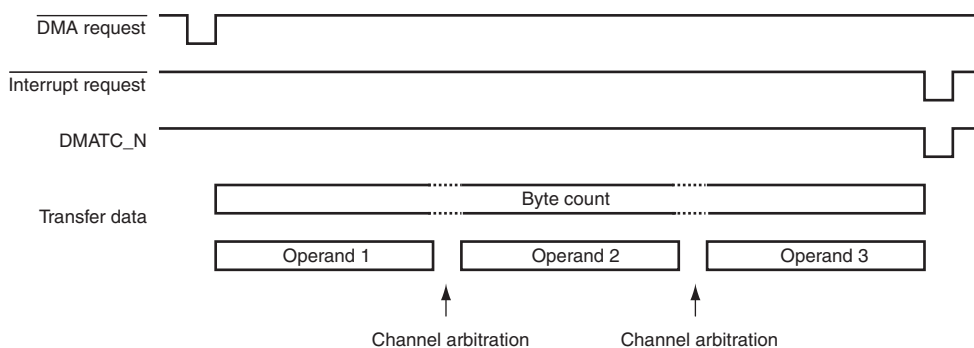 DMA request
Interrupt request
DMATC_N
Byte count
Transfer data
Operand 1 Operand 2 Operand 3
Channel arbitration Channel arbitration